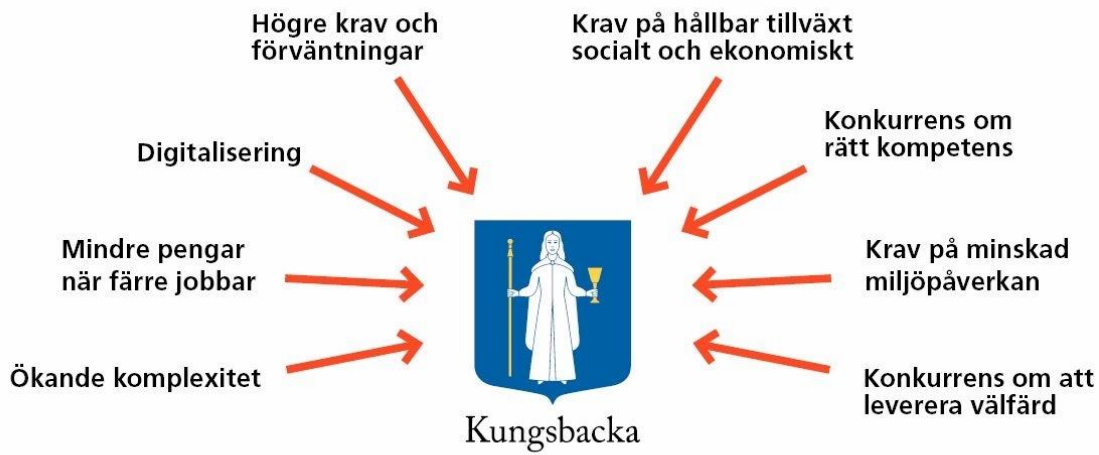 Högre krav och
förväntningar
Krav på hållbar tillväxt
socialt och ekonomiskt
Digitalisering
Konkurrens om
rätt kompetens
Mindre pengar
när färre jobbar
Krav på minskad
miljöpåverkan
Ökande komplexitet
Konkurrens om att
leverera välfärd
Kungsbacka